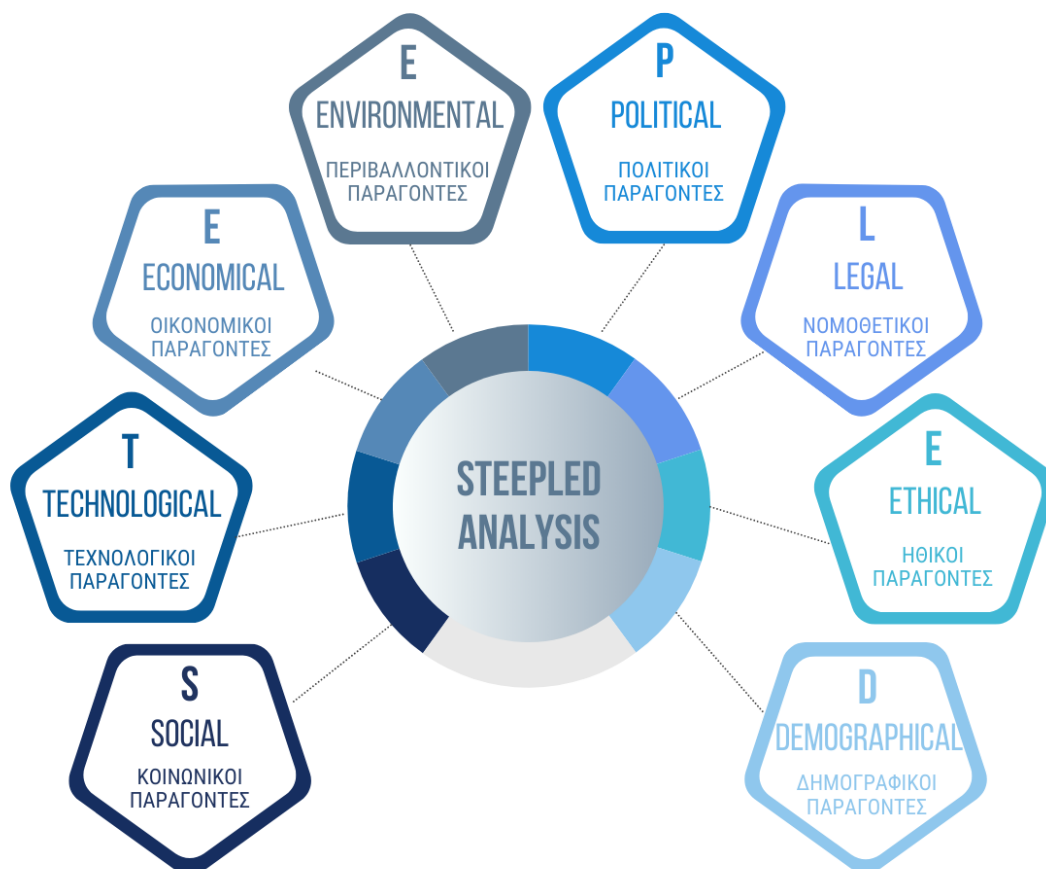 S
SOCIAL
ΚΟΙΝΩΝΙΚΟΙ
ΠΑΡΑΓΟΝΤΕΣ
T
TECHNOLOGICAL
ΤΕΧΝΟΛΟΓΙΚΟΙ
ΠΑΡΑΓΟΝΤΕΣ
E
ECONOMICAL
ΟΙΚΟΝΟΜΙΚΟΙ
ΠΑΡΑΓΟΝΤΕΣ
E
ENVIRONMENTAL
ΠΕΡΙΒΑΛΛΟΝΤΙΚΟΙ
ΠΑΡΑΓΟΝΤΕΣ
P
POLITICAL
ΠΟΛΙΤΙΚΟΙ
ΠΑΡΑΓΟΝΤΕΣ
L
LEGAL
ΝΟΜΟΘΕΤΙΚΟΙ
ΠΑΡΑΓΟΝΤΕΣ
E
ETHICAL
ΗΘΙΚΟΙ
ΠΑΡΑΓΟΝΤΕΣ
D
DEMOGRAPHICAL
ΔΗΜΟΓΡΑΦΙΚΟΙ
ΠΑΡΑΓΟΝΤΕΣ
STEEPLED
ANALYSIS